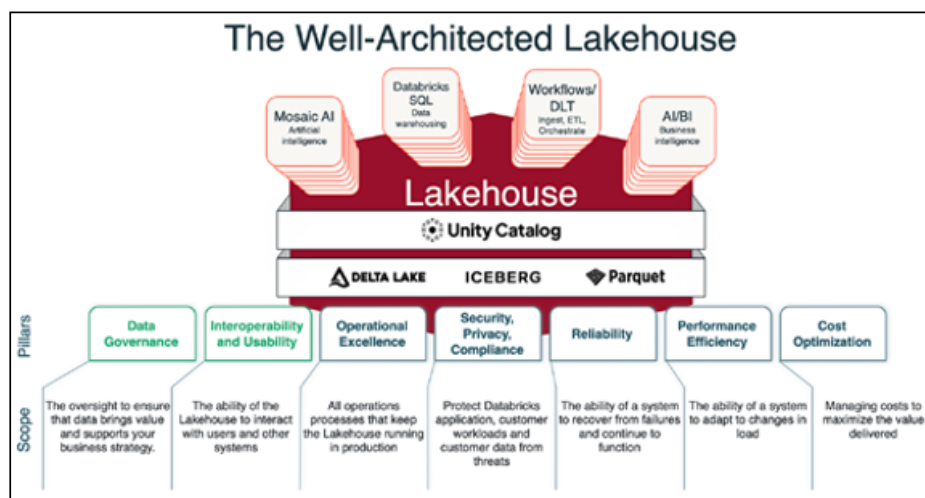 The Well-Architected Lakehouse
Mosaic AI
Artificial
intelligence
Databricks
SQL
Data
warehousing
Workflows/
DLT
Ingest, ETL,
Orchestrate
AI/BI
Business
intelligence
Lakehouse
Unity Catalog
DELTA LAKE
ICEBERG
Parquet
Pillars
Data
Governance
Interoperability
and Usability
Operational
Excellence
Security,
Privacy,
Compliance
Reliability
Performance
Efficiency
Cost
Optimization
Scope
The oversight to ensure
that data brings value
and supports your
business strategy.
The ability of the
Lakehouse to interact
with users and other
systems
All operations
processes that keep
the Lakehouse running
in production
Protect Databricks
application, customer
workloads and
customer data from
threats
The ability of a system
to recover from failures
and continue to
function
The ability of a system
to adapt to changes in
load
Managing costs to
maximize the value
delivered